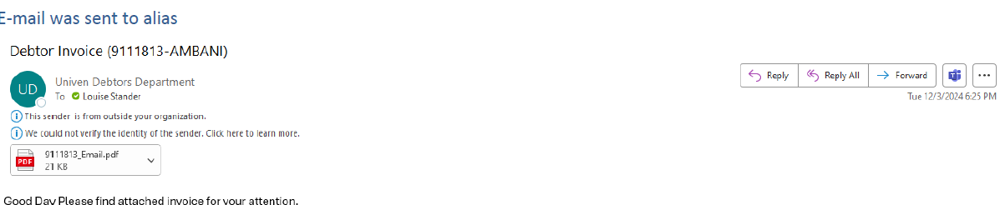 E-mail was sent to alias
Debtor Invoice (9111813-AMBANI)
UD
Univen Debtors Department
To Louise Stander
Reply
Reply All
Forward
Tue 12/3/2024 6:25 PM
This sender is from outside your organization.
We could not verify the identity of the sender. Click here to learn more.
PDF
9111813_Email.pdf
21 KB
Good Day Please find attached invoice for your attention.